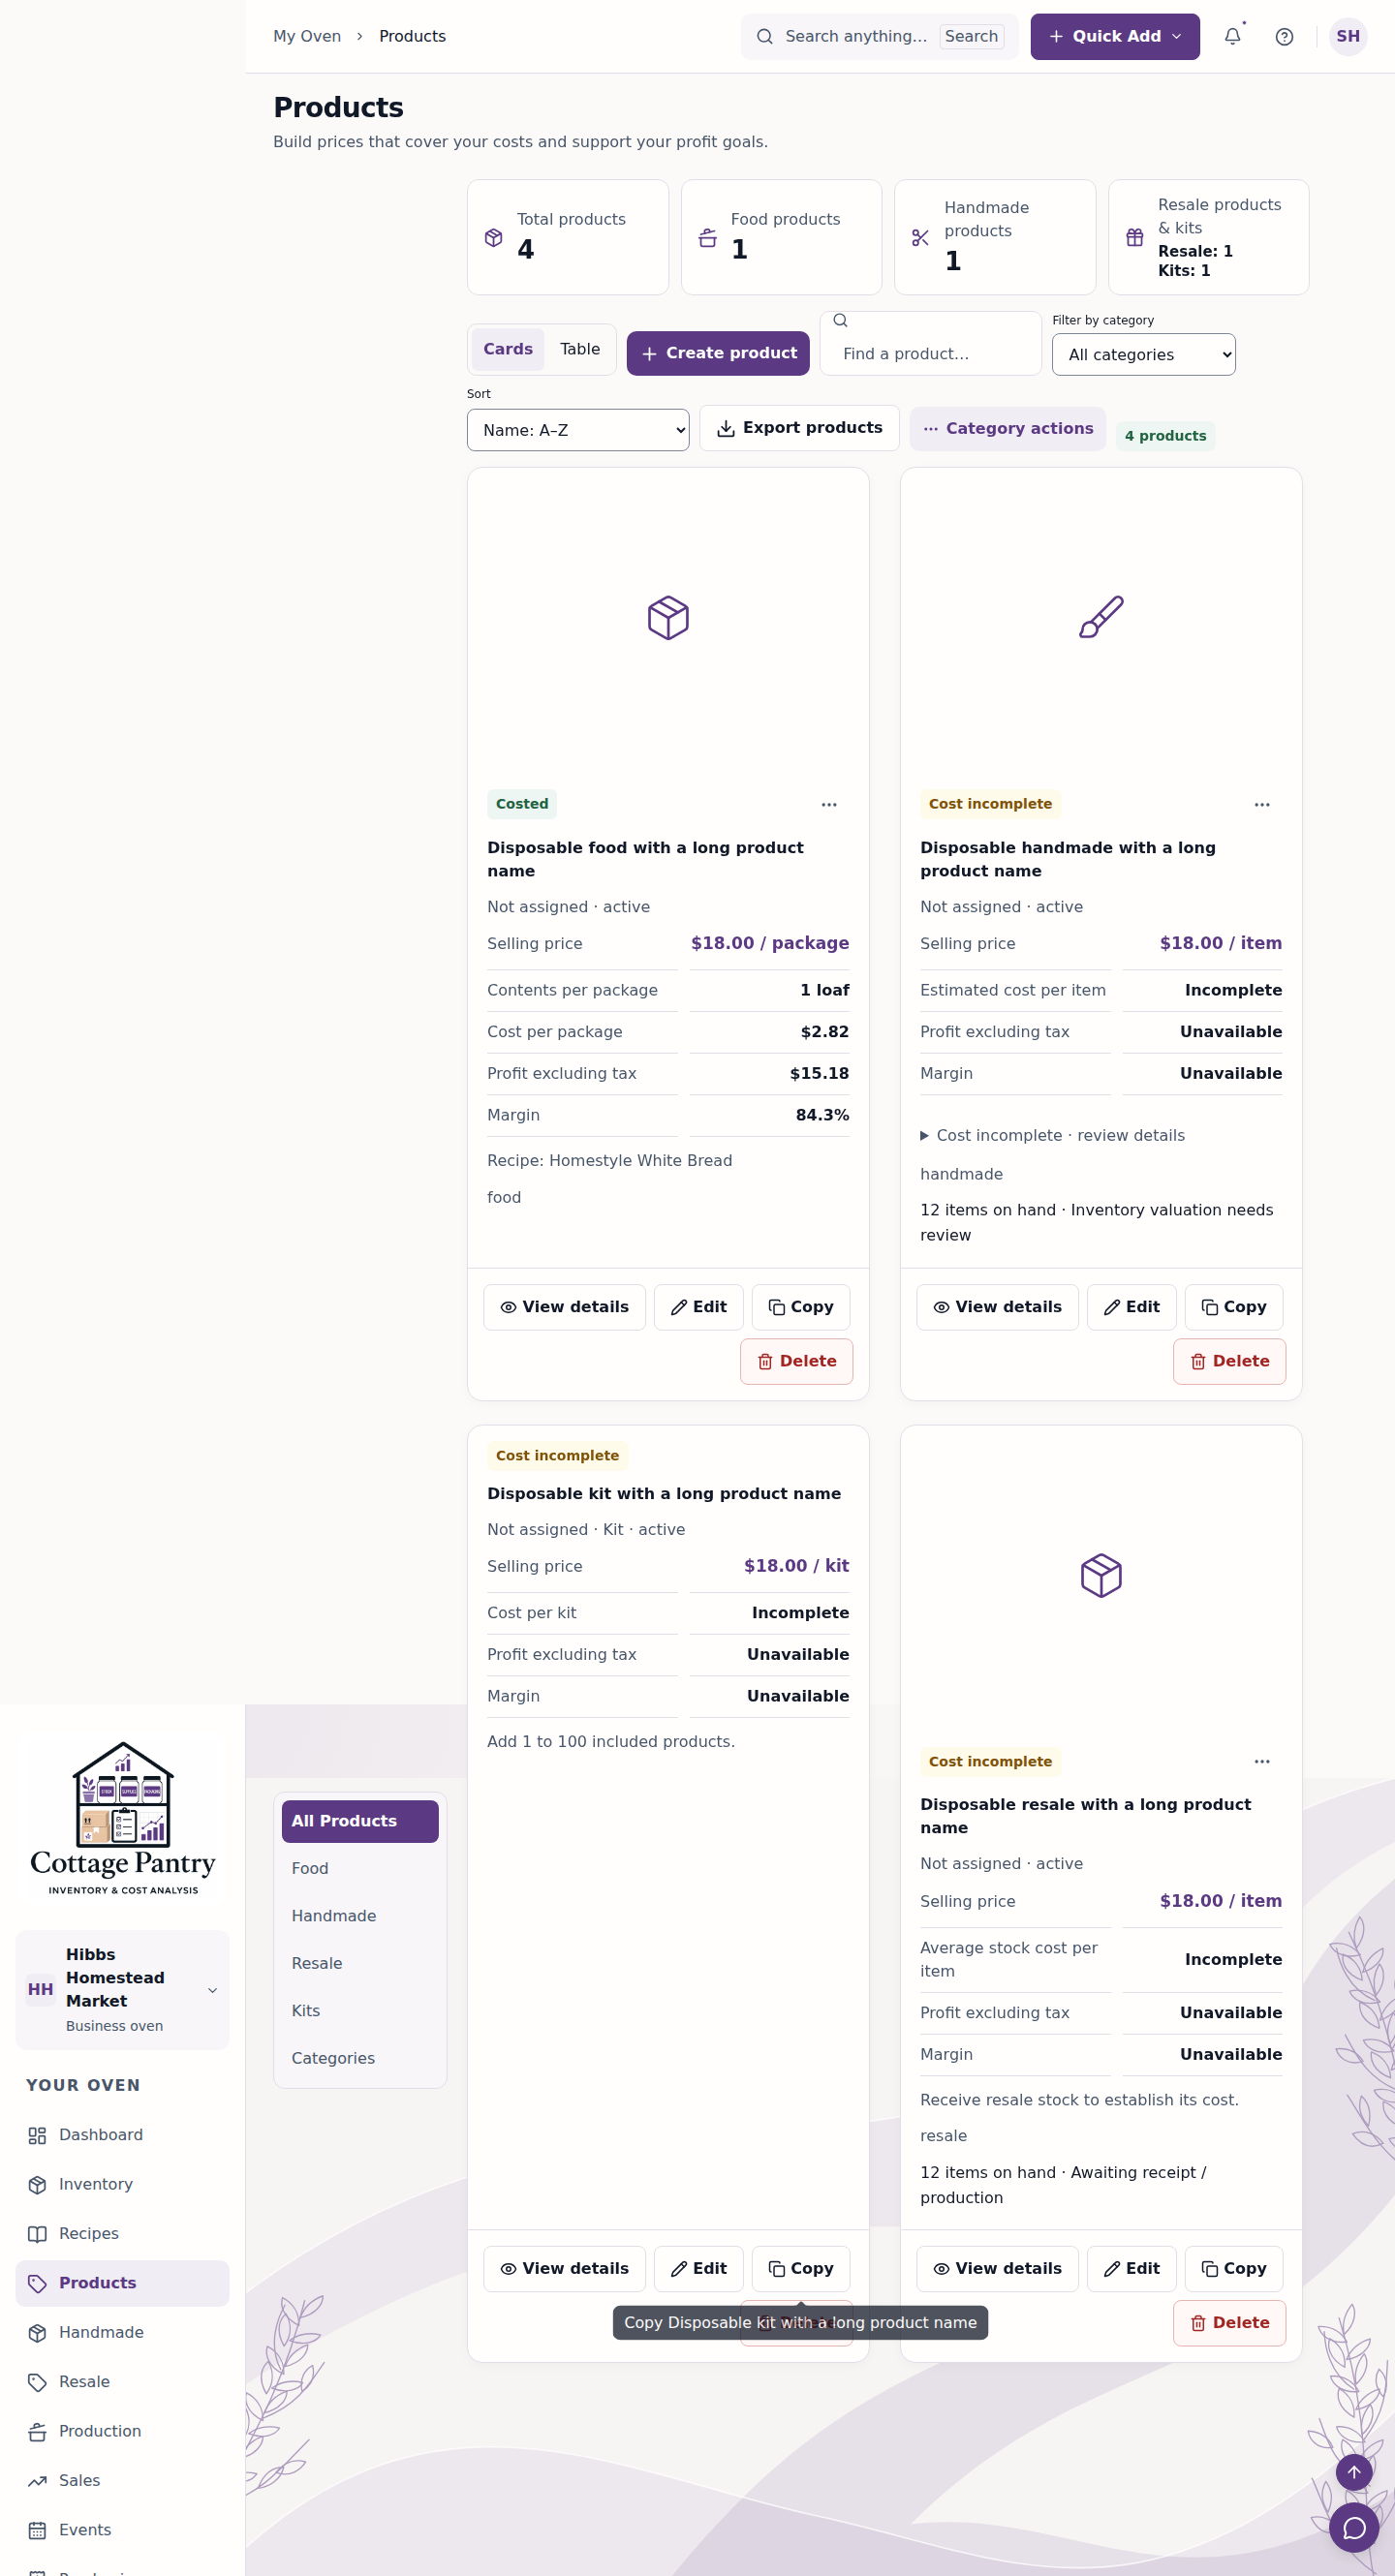 My Oven › Products
Search anything...
Search
Quick Add
SH
Products
Build prices that cover your costs and support your profit goals.
Total products
4
Food products
1
Handmade
products
1
Resale products
& kits
Resale: 1
Kits: 1
Cards
Table
Create product
Find a product...
Filter by category
All categories
Sort
Name: A–Z
Export products
Category actions
4 products
Costed
Disposable food with a long product
name
Not assigned · active
Selling price $18.00 / package
Contents per package 1 loaf
Cost per package $2.82
Profit excluding tax $15.18
Margin 84.3%
Recipe: Homestyle White Bread
food
View details
Edit
Copy
Delete
Cost incomplete
Disposable handmade with a long
product name
Not assigned · active
Selling price $18.00 / item
Estimated cost per item Incomplete
Profit excluding tax Unavailable
Margin Unavailable
Cost incomplete · review details
handmade
12 items on hand · Inventory valuation needs
review
View details
Edit
Copy
Delete
Cost incomplete
Disposable kit with a long product name
Not assigned · Kit · active
Selling price $18.00 / kit
Cost per kit Incomplete
Profit excluding tax Unavailable
Margin Unavailable
Add 1 to 100 included products.
View details
Edit
Copy
Copy Disposable kit with a long product name
Cost incomplete
Disposable resale with a long product
name
Not assigned · active
Selling price $18.00 / item
Average stock cost per
item Incomplete
Profit excluding tax Unavailable
Margin Unavailable
Receive resale stock to establish its cost.
resale
12 items on hand · Awaiting receipt /
production
View details
Edit
Copy
Delete
Cottage Pantry
INVENTORY & COST ANALYSIS
HH
Hibbs
Homestead
Market
Business oven
YOUR OVEN
Dashboard
Inventory
Recipes
Products
Handmade
Resale
Production
Sales
Events
All Products
Food
Handmade
Resale
Kits
Categories